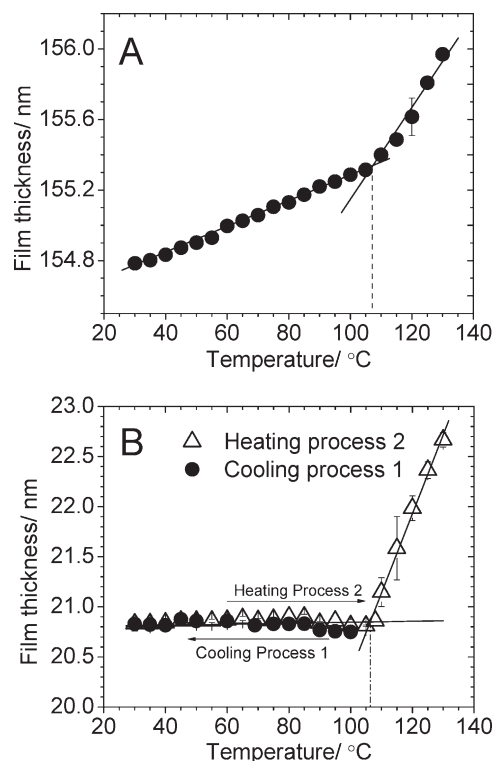 A
156.0
155.6
155.2
154.8
Film thickness/ nm
20 40 60 80 100 120 140
Temperature/ °C
B
△ Heating process 2
● Cooling process 1
23.0
22.5
22.0
21.5
21.0
20.5
20.0
Film thickness/ nm
Heating Process 2
Cooling Process 1
20 40 60 80 100 120 140
Temperature/ °C